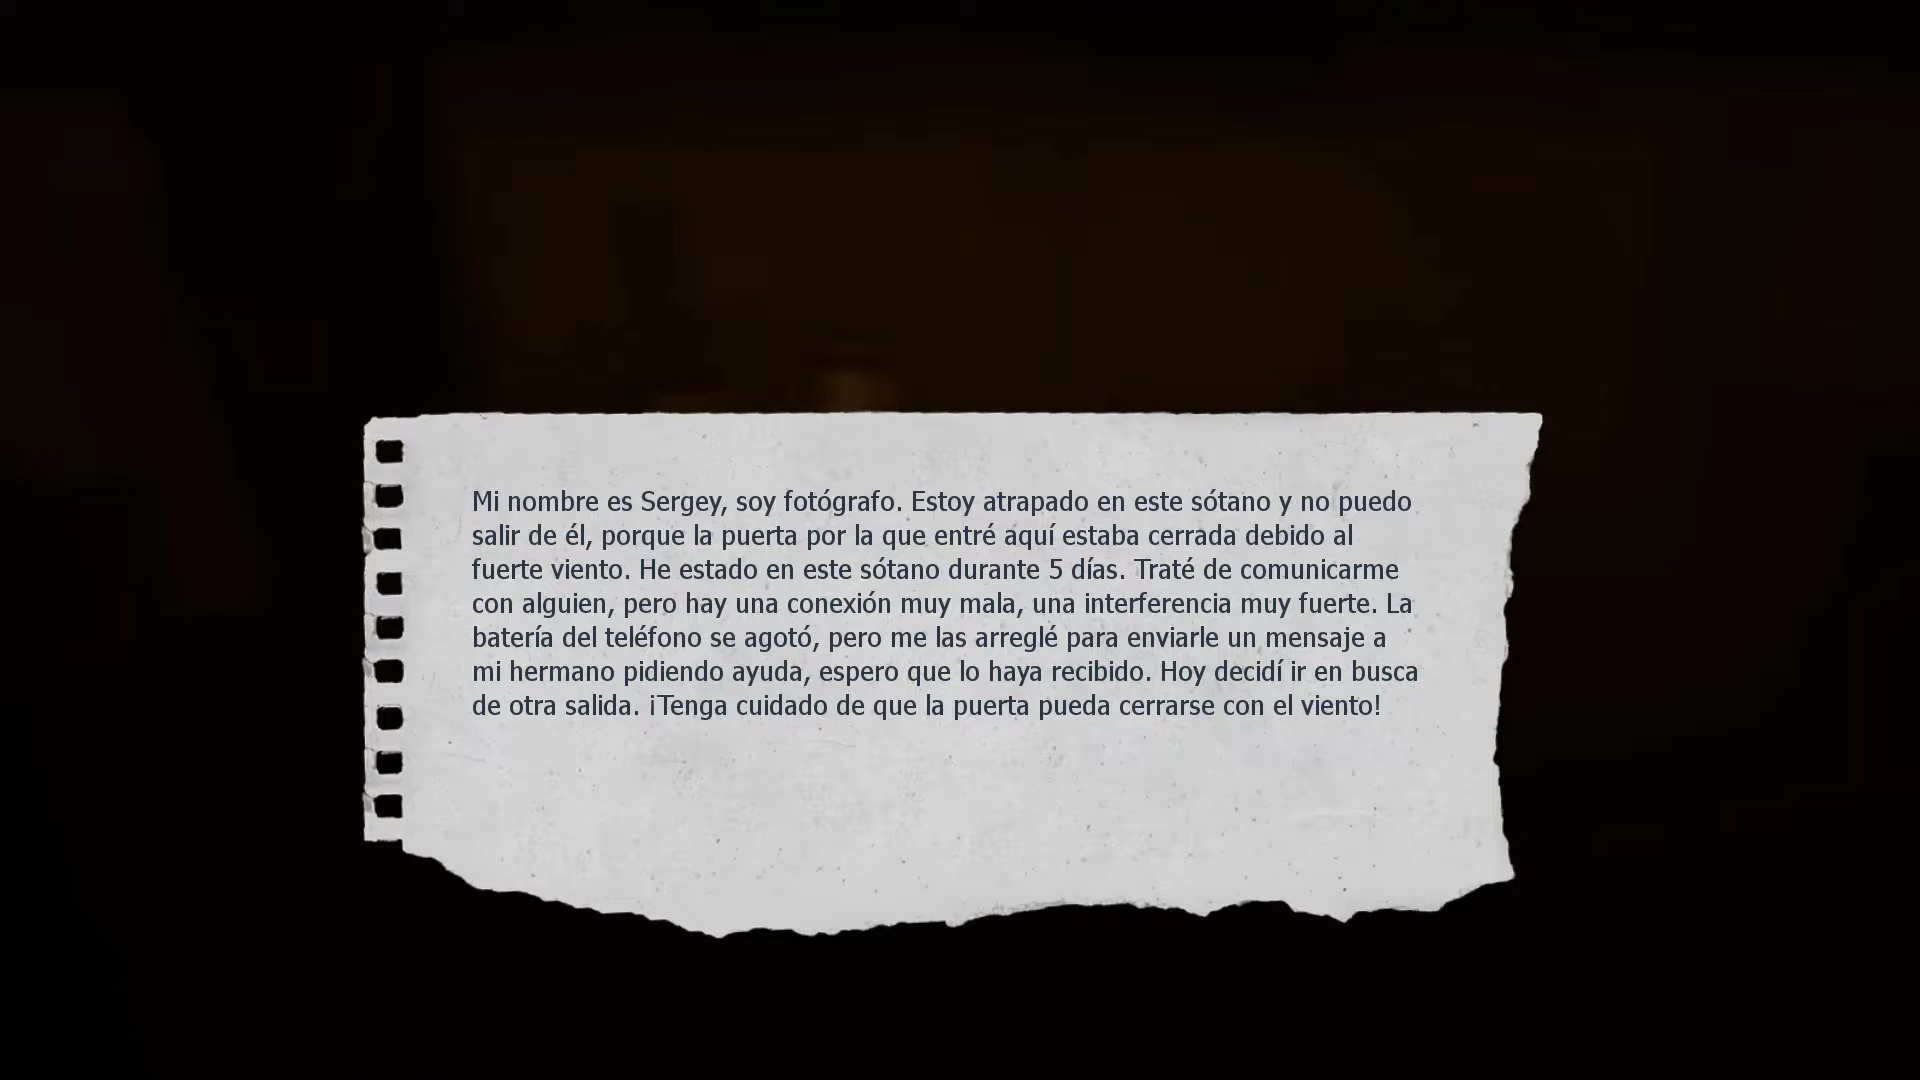 Mi nombre es Sergey, soy fotógrafo. Estoy atrapado en este sótano y no puedo
salir de él, porque la puerta por la que entré aquí estaba cerrada debido al
fuerte viento. He estado en este sótano durante 5 días. Traté de comunicarme
con alguien, pero hay una conexión muy mala, una interferencia muy fuerte. La
batería del teléfono se agotó, pero me las arreglé para enviarle un mensaje a
mi hermano pidiendo ayuda, espero que lo haya recibido. Hoy decidí ir en busca
de otra salida. ¡Tenga cuidado de que la puerta pueda cerrarse con el viento!